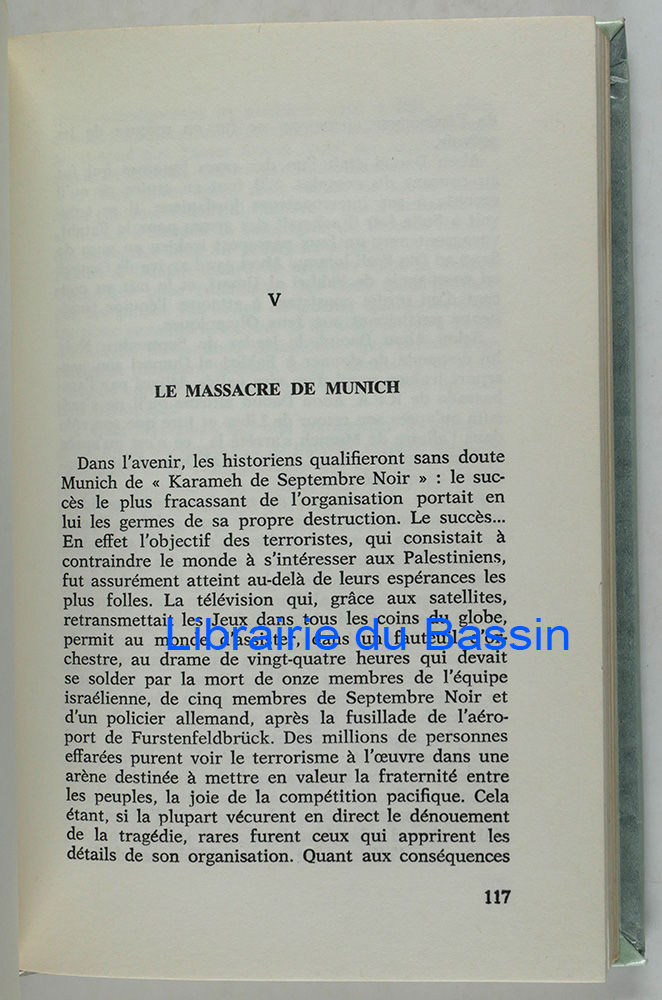 V
LE MASSACRE DE MUNICH
Dans l'avenir, les historiens qualifieront sans doute
Munich de « Karameh de Septembre Noir » : le suc-
cès le plus fracassant de l'organisation portait en
lui les germes de sa propre destruction. Le succès...
En effet l'objectif des terroristes, qui consistait à
contraindre le monde à s'intéresser aux Palestiniens,
fut assurément atteint au-delà de leurs espérances les
plus folles. La télévision qui, grâce aux satellites,
retransmettait les Jeux dans tous les coins du globe,
permit au monde d'assister, dans un fauteuil d'or-
Librairie du Bassin
chestre, au drame de vingt-quatre heures qui devait
se solder par la mort de onze membres de l'équipe
israélienne, de cinq membres de Septembre Noir et
d'un policier allemand, après la fusillade de l'aéro-
port de Furstenfeldbrück. Des millions de personnes
effarées purent voir le terrorisme à l'œuvre dans une
arène destinée à mettre en valeur la fraternité entre
les peuples, la joie de la compétition pacifique. Cela
étant, si la plupart vécurent en direct le dénouement
de la tragédie, rares furent ceux qui apprirent les
détails de son organisation. Quant aux conséquences
117